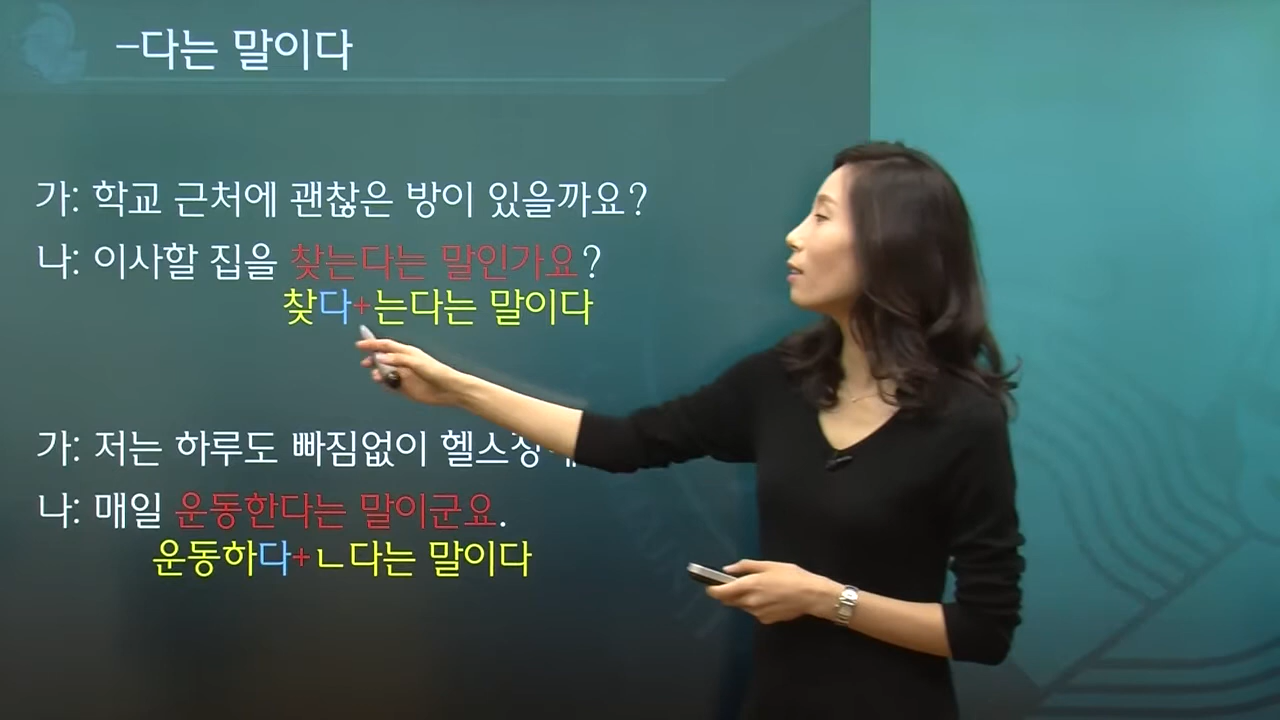 -다는 말이다
가: 학교 근처에 괜찮은 방이 있을까요?
나: 이사할 집을 찾는다는 말인가요?
찾다+는다는 말이다
가: 저는 하루도 빠짐없이
나: 매일 운동한다는 말이군요.
운동하다+ㄴ다는 말이다